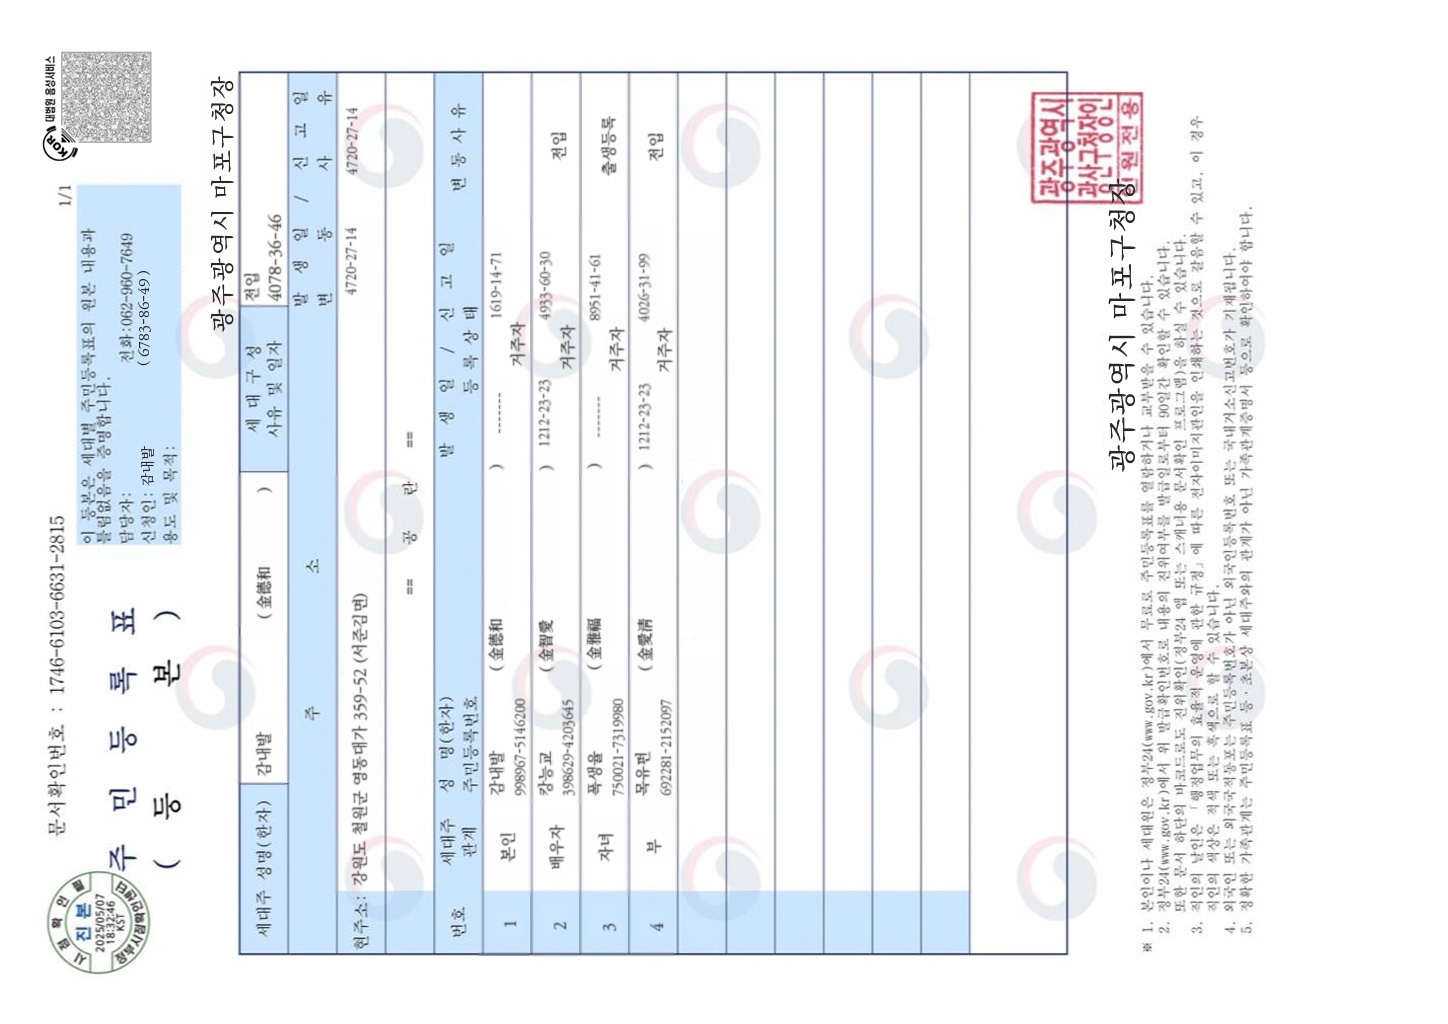 문서확인번호 : 1746-6103-6631-2815
1/1
대법원 음성서비스
KOR
시점확인필
진본
2025/05/07
18:32:46
KST
정부시점확인센터
주 민 등 록 표
( 등 본 )
이 등본은 세대별 주민등록표의 원본 내용과
틀림없음을 증명합니다.
담당자: 전화:062-960-7649
신청인: 감내발 (6783-86-49)
용도 및 목적:
광주광역시 마포구청장
세대주 성명(한자) 감내발 (金德和 ) 세 대 구 성 사유 및 일자 전입 4078-36-46
주 소 발 생 일 / 신 고 일
변 동 사 유
현주소: 강원도 철원군 영동대가 359-52 (서준김면) 4720-27-14 4720-27-14
== 공 란 ==
번호 세대주 관계 성 명(한자) 주민등록번호 발 생 일 / 신 고 일 등 록 상 태 변 동 사 유
1 본인 감내발 (金德和 ) ------- 1619-14-71
998967-5146200 거주자
2 배우자 캉능교 (金智愛 ) 1212-23-23 4933-60-30 전입
398629-4203645 거주자
3 자녀 폭생율 (金雅福 ) ------- 8951-41-61 출생등록
750021-7319980 거주자
4 부 목유펀 (金愛淸 ) 1212-23-23 4026-31-99 전입
692281-2152097 거주자
광주광역시 마포구청장
※ 1. 본인이나 세대원은 정부24(www.gov.kr)에서 무료로 주민등록표를 열람하거나 교부받을 수 있습니다.
2. 정부24(www.gov.kr)에서 위 발급확인번호로 내용의 진위여부를 발급일로부터 90일간 확인할 수 있습니다.
또한 문서 하단의 바코드로도 진위확인(정부24 앱 또는 스캐너용 문서확인 프로그램)을 하실 수 있습니다.
3. 직인의 날인은 「행정업무의 효율적 운영에 관한 규정」에 따른 전자이미지관인을 인쇄하는 것으로 갈음할 수 있고, 이 경우
직인의 색상은 적색 또는 흑색으로 할 수 있습니다.
4. 외국인 또는 외국국적동포는 주민등록번호가 아닌 외국인등록번호 또는 국내거소신고번호가 기재됩니다.
5. 정확한 가족관계는 주민등록표 등·초본상 세대주와의 관계가 아닌 가족관계증명서 등으로 확인하여야 합니다.